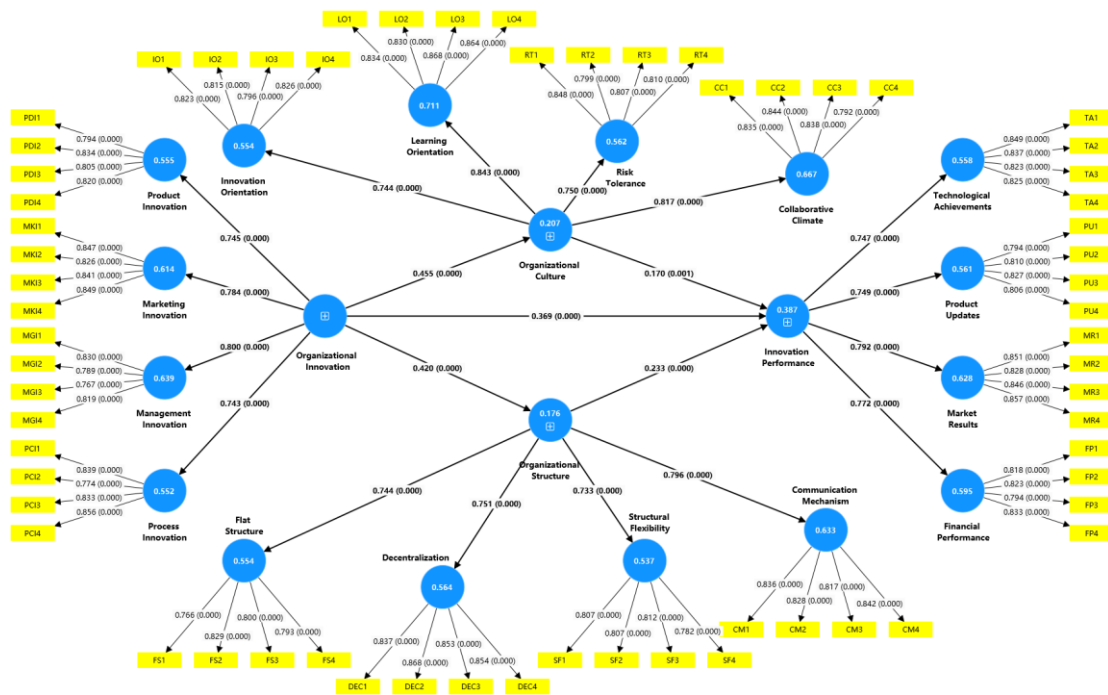 LO1
LO2
LO3
LO4
0.834 (0.000)
0.830 (0.000)
0.868 (0.000)
0.864 (0.000)
0.711
Learning
Orientation
IO1
IO2
IO3
IO4
0.823 (0.000)
0.815 (0.000)
0.796 (0.000)
0.826 (0.000)
0.554
Innovation
Orientation
RT1
RT2
RT3
RT4
0.848 (0.000)
0.799 (0.000)
0.807 (0.000)
0.810 (0.000)
0.562
Risk
Tolerance
CC1
CC2
CC3
CC4
0.835 (0.000)
0.844 (0.000)
0.838 (0.000)
0.792 (0.000)
0.667
Collaborative
Climate
PDI1
PDI2
PDI3
PDI4
0.794 (0.000)
0.834 (0.000)
0.805 (0.000)
0.820 (0.000)
0.555
Product
Innovation
MKI1
MKI2
MKI3
MKI4
0.847 (0.000)
0.826 (0.000)
0.841 (0.000)
0.849 (0.000)
0.614
Marketing
Innovation
MGI1
MGI2
MGI3
MGI4
0.830 (0.000)
0.789 (0.000)
0.767 (0.000)
0.819 (0.000)
0.639
Management
Innovation
PCI1
PCI2
PCI3
PCI4
0.839 (0.000)
0.774 (0.000)
0.833 (0.000)
0.856 (0.000)
0.552
Process
Innovation
0.745 (0.000)
0.784 (0.000)
0.800 (0.000)
0.743 (0.000)
Organizational
Innovation
0.744 (0.000)
0.843 (0.000)
0.750 (0.000)
0.817 (0.000)
0.207
Organizational
Culture
0.455 (0.000)
0.170 (0.001)
0.369 (0.000)
0.420 (0.000)
0.233 (0.000)
0.387
Innovation
Performance
0.176
Organizational
Structure
0.744 (0.000)
0.751 (0.000)
0.733 (0.000)
0.796 (0.000)
Flat
Structure
0.554
0.766 (0.000)
0.829 (0.000)
0.800 (0.000)
0.793 (0.000)
FS1
FS2
FS3
FS4
Decentralization
0.564
0.837 (0.000)
0.868 (0.000)
0.853 (0.000)
0.854 (0.000)
DEC1
DEC2
DEC3
DEC4
Structural
Flexibility
0.537
0.807 (0.000)
0.807 (0.000)
0.812 (0.000)
0.782 (0.000)
SF1
SF2
SF3
SF4
Communication
Mechanism
0.633
0.836 (0.000)
0.828 (0.000)
0.817 (0.000)
0.842 (0.000)
CM1
CM2
CM3
CM4
0.747 (0.000)
0.749 (0.000)
0.792 (0.000)
0.772 (0.000)
0.558
Technological
Achievements
0.849 (0.000)
0.837 (0.000)
0.823 (0.000)
0.825 (0.000)
TA1
TA2
TA3
TA4
0.561
Product
Updates
0.794 (0.000)
0.810 (0.000)
0.827 (0.000)
0.806 (0.000)
PU1
PU2
PU3
PU4
0.628
Market
Results
0.851 (0.000)
0.828 (0.000)
0.846 (0.000)
0.857 (0.000)
MR1
MR2
MR3
MR4
0.595
Financial
Performance
0.818 (0.000)
0.823 (0.000)
0.794 (0.000)
0.833 (0.000)
FP1
FP2
FP3
FP4